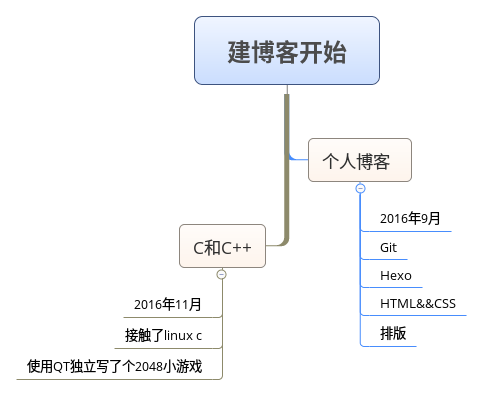 建博客开始
个人博客
2016年9月
Git
Hexo
HTML&&CSS
排版
C和C++
2016年11月
接触了linux c
使用QT独立写了个2048小游戏